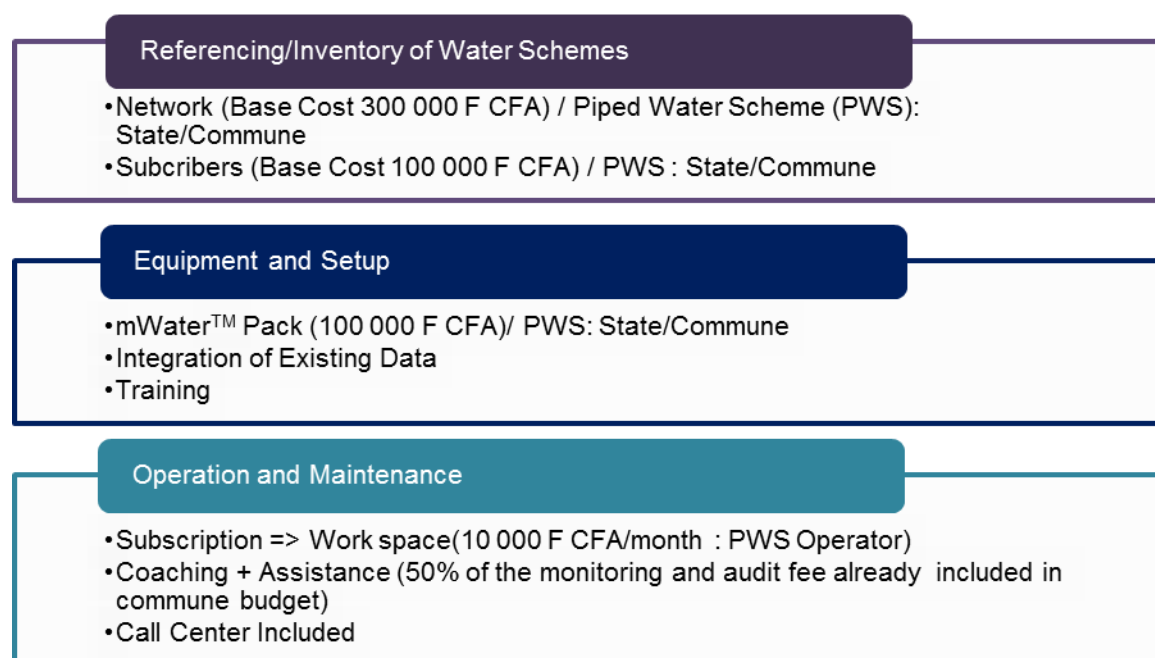 Referencing/Inventory of Water Schemes
•Network (Base Cost 300 000 F CFA) / Piped Water Scheme (PWS):
State/Commune
•Subcribers (Base Cost 100 000 F CFA) / PWS : State/Commune
Equipment and Setup
•mWater™ Pack (100 000 F CFA)/ PWS: State/Commune
•Integration of Existing Data
•Training
Operation and Maintenance
•Subscription => Work space(10 000 F CFA/month : PWS Operator)
•Coaching + Assistance (50% of the monitoring and audit fee already included in
commune budget)
•Call Center Included